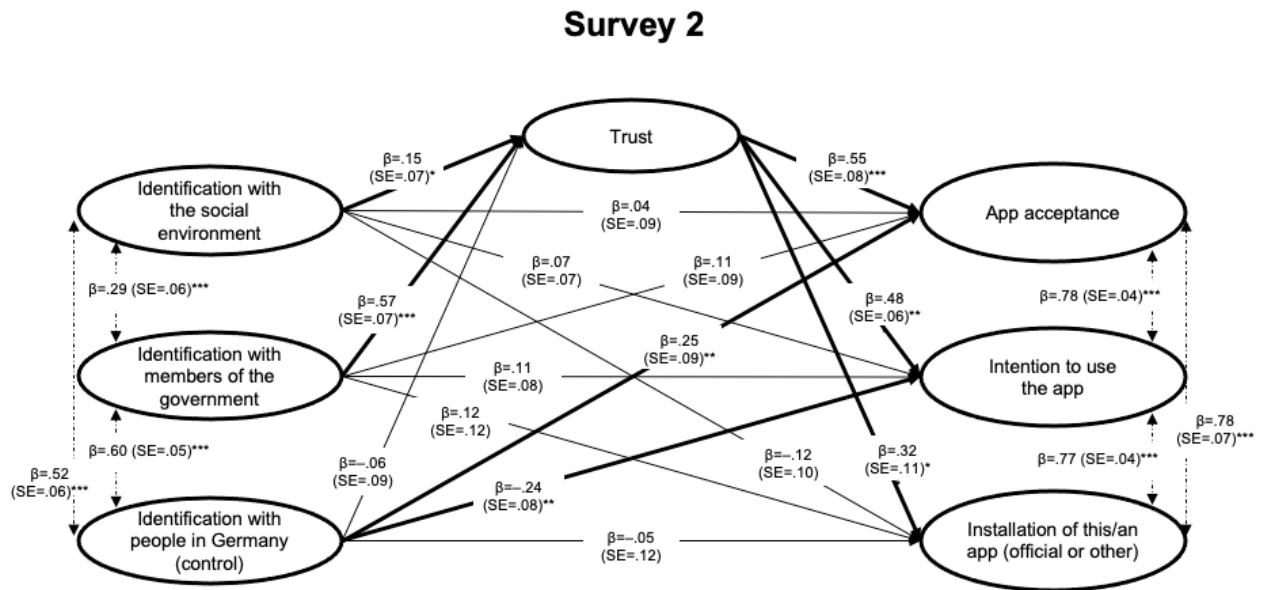 Survey 2
Trust
β=.15
(SE=.07)*
β=.55
(SE=.08)***
Identification with
the social
environment
β=.04
(SE=.09)
App acceptance
β=.07
(SE=.07)
β=.11
(SE=.09)
β=.29 (SE=.06)***
β=.57
(SE=.07)***
β=.48
(SE=.06)**
β=.78 (SE=.04)***
Identification with
members of the
government
β=.25
(SE=.09)**
β=.11
(SE=.08)
Intention to use
the app
β=.12
(SE=.12)
β=.60 (SE=.05)***
β=.52
(SE=.06)***
β=–.06
(SE=.09)
β=–.12
(SE=.10)
β=.32
(SE=.11)*
β=.77 (SE=.04)***
β=.78
(SE=.07)***
β=–.24
(SE=.08)**
Identification with
people in Germany
(control)
β=–.05
(SE=.12)
Installation of this/an
app (official or other)